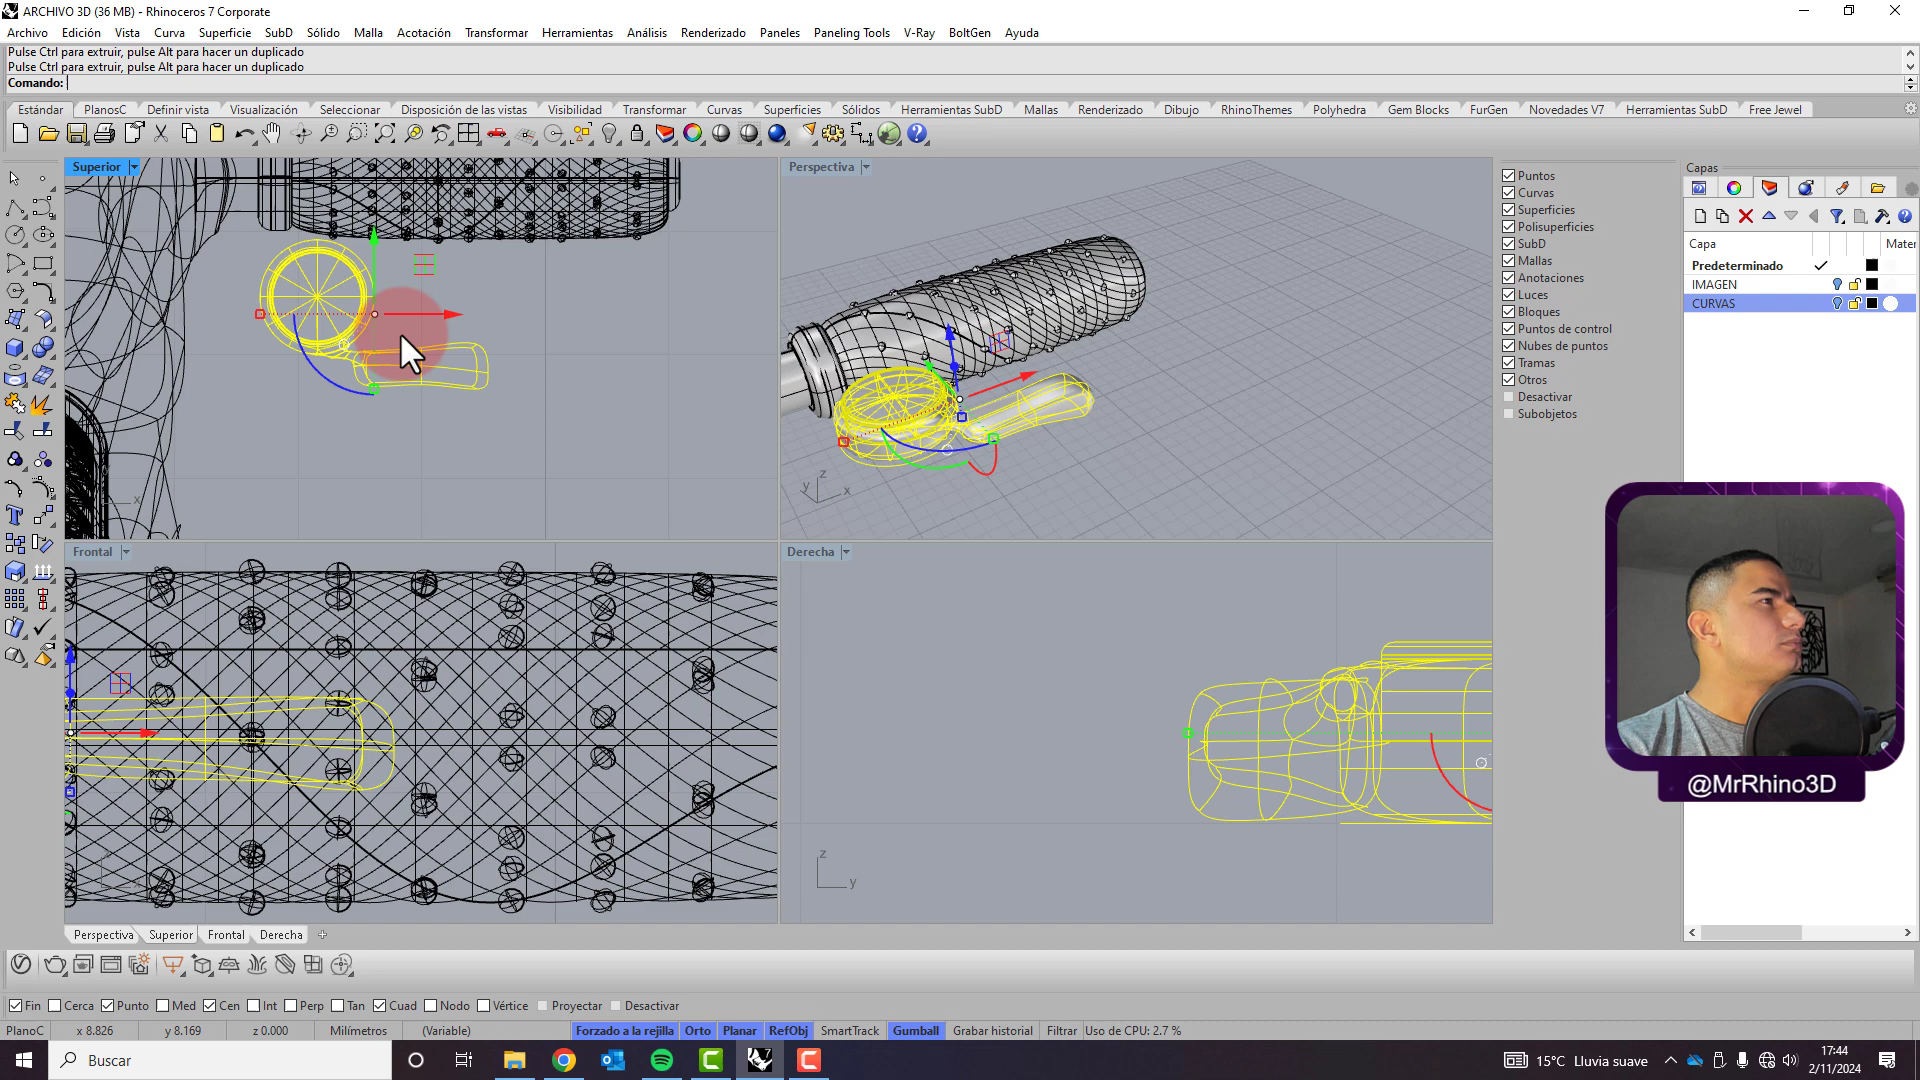 ARCHIVO 3D (36 MB) - Rhinoceros 7 Corporate
Archivo Edición Vista Curva Superficie SubD Sólido Malla Acotación Transformar Herramientas Análisis Renderizado Paneles Paneling Tools V-Ray BoltGen Ayuda
Pulse Ctrl para extruir, pulse Alt para hacer un duplicado
Pulse Ctrl para extruir, pulse Alt para hacer un duplicado
Comando:
Estándar PlanosC Definir vista Visualización Seleccionar Disposición de las vistas Visibilidad Transformar Curvas Superficies Sólidos Herramientas SubD Mallas Renderizado Dibujo RhinoThemes Polyhedra Gem Blocks FurGen Novedades V7 Herramientas SubD Free Jewel
Superior
Perspectiva
Frontal
Derecha
z
y x
x
z
y
Puntos
Curvas
Superficies
Polisuperficies
SubD
Mallas
Anotaciones
Luces
Bloques
Puntos de control
Nubes de puntos
Tramas
Otros
Desactivar
Subobjetos
Capas
Capa Mater
Predeterminado
IMAGEN
CURVAS
@MrRhino3D
Perspectiva Superior Frontal Derecha
Fin Cerca Punto Med Cen Int Perp Tan Cuad Nodo Vértice Proyectar Desactivar
PlanoC x 8.826 y 8.169 z 0.000 Milímetros (Variable) Forzado a la rejilla Orto Planar RefObj SmartTrack Gumball Grabar historial Filtrar Uso de CPU: 2.7 %
Buscar
15°C Lluvia suave
17:44
2/11/2024